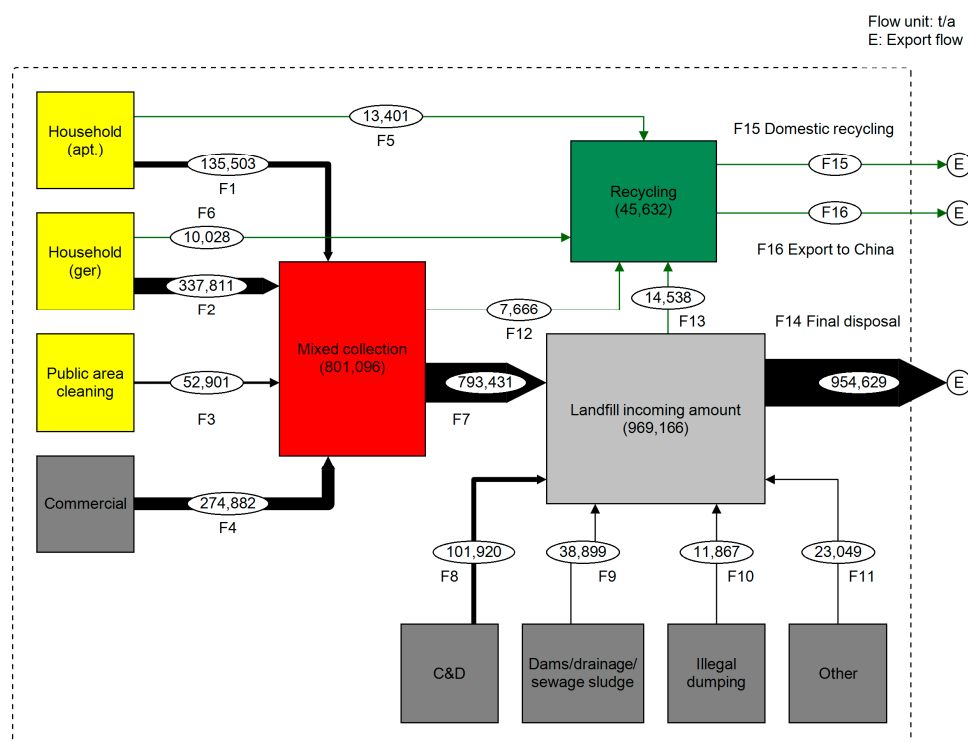 Flow unit: t/a
E: Export flow
Household
(apt.)
13,401
F5
135,503
F1
F15 Domestic recycling
Recycling
(45,632)
F15
E
F16
E
F16 Export to China
F6
10,028
Household
(ger)
337,811
F2
7,666
F12
14,538
F13
F14 Final disposal
Public area
cleaning
52,901
F3
Mixed collection
(801,096)
793,431
F7
Landfill incoming amount
(969,166)
954,629
E
Commercial
274,882
F4
101,920
F8
38,899
F9
11,867
F10
23,049
F11
C&D
Dams/drainage/
sewage sludge
Illegal
dumping
Other